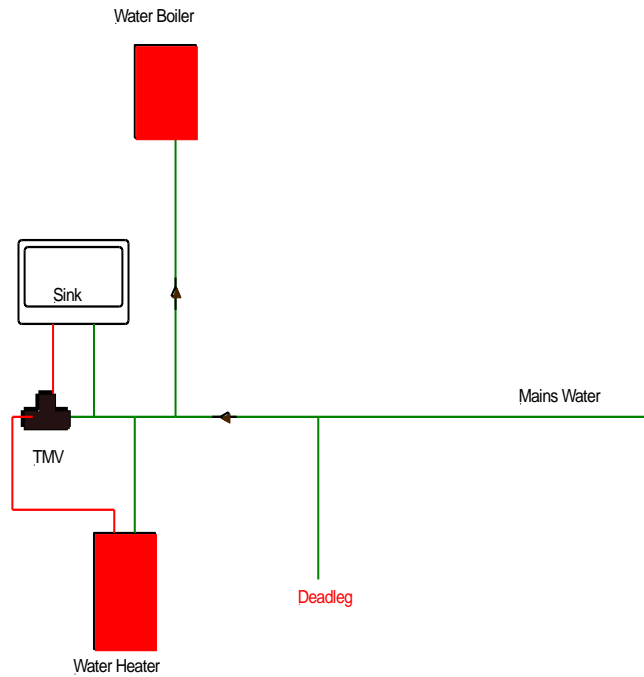 Water Boiler
Sink
Mains Water
TMV
Deadleg
Water Heater